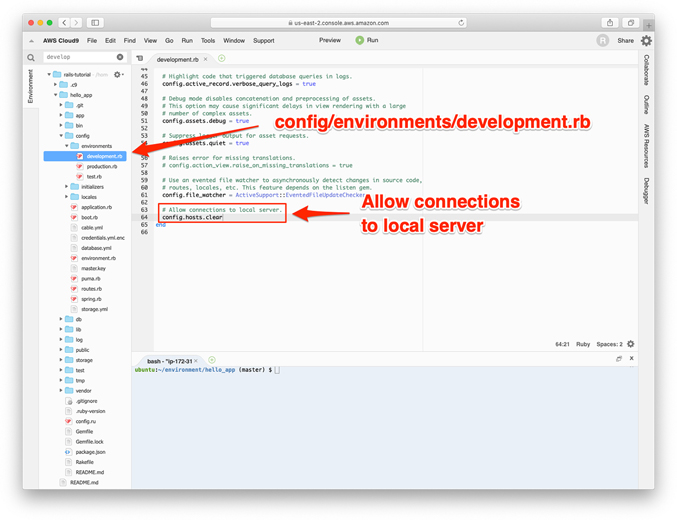 us-east-2.console.aws.amazon.com
AWS Cloud9 File Edit Find View Go Run Tools Window Support Preview Run R Share
develop
development.rb
Environment
rails-tutorial
.c9
hello_app
.git
app
bin
config
environments
development.rb
production.rb
test.rb
initializers
locales
application.rb
boot.rb
cable.yml
credentials.yml.enc
database.yml
environment.rb
master.key
puma.rb
routes.rb
spring.rb
storage.yml
db
lib
log
public
storage
test
tmp
vendor
.gitignore
.ruby-version
config.ru
Gemfile
Gemfile.lock
package.json
Rakefile
README.md
README.md
44
45 # Highlight code that triggered database queries in logs.
46 config.active_record.verbose_query_logs = true
47
48 # Debug mode disables concatenation and preprocessing of assets.
49 # This option may cause significant delays in view rendering with a large
50 # number of complex assets.
51 config.assets.debug = true
52
53 # Suppress logger output for asset requests.
54 config.assets.quiet = true
55
56 # Raises error for missing translations.
57 # config.action_view.raise_on_missing_translations = true
58
59 # Use an evented file watcher to asynchronously detect changes in source code,
60 # routes, locales, etc. This feature depends on the listen gem.
61 config.file_watcher = ActiveSupport::EventedFileUpdateChecker
62
63 # Allow connections to local server.
64 config.hosts.clear
65 end
66
config/environments/development.rb
Allow connections
to local server
64:21 Ruby Spaces: 2
Collaborate
Outline
AWS Resources
Debugger
bash - "ip-172-31
ubuntu:~/environment/hello_app (master) $